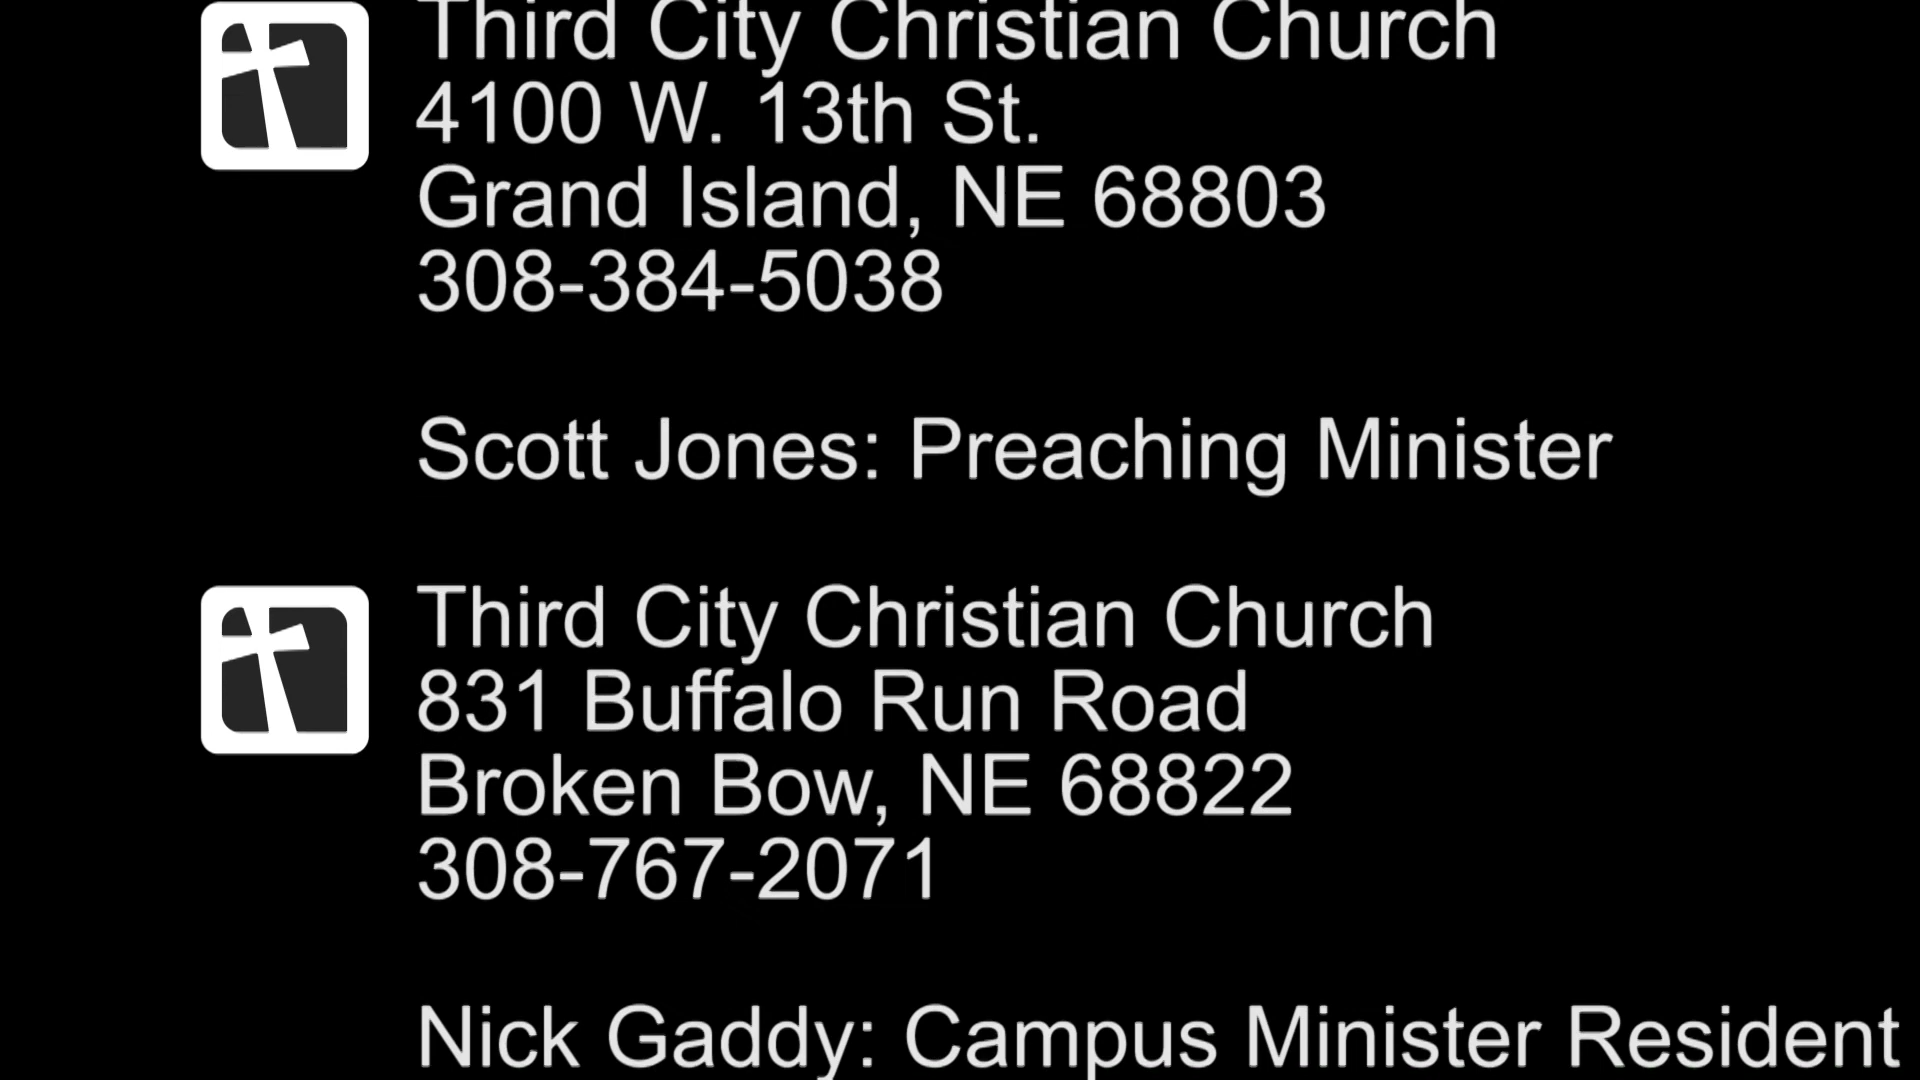 Third City Christian Church
4100 W. 13th St.
Grand Island, NE 68803
308-384-5038
Scott Jones: Preaching Minister
Third City Christian Church
831 Buffalo Run Road
Broken Bow, NE 68822
308-767-2071
Nick Gaddy: Campus Minister Resident